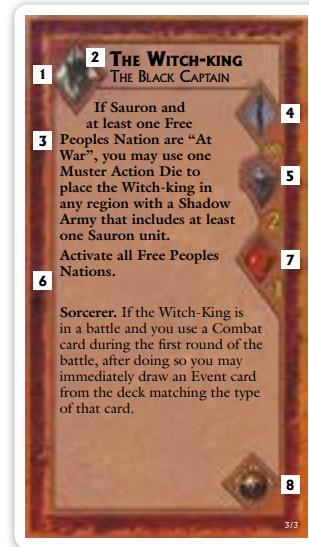 2 THE WITCH-KING
1 THE BLACK CAPTAIN
If Sauron and
4
at least one Free
3 Peoples Nation are “At
War”, you may use one
5
Muster Action Die to
place the Witch-king in
any region with a Shadow
2
Army that includes at least
one Sauron unit.
Activate all Free Peoples
7
6 Nations.
Sorcerer. If the Witch-King is
in a battle and you use a Combat
card during the first round of the
battle, after doing so you may
immediately draw an Event card
from the deck matching the type
of that card.
8
3/3